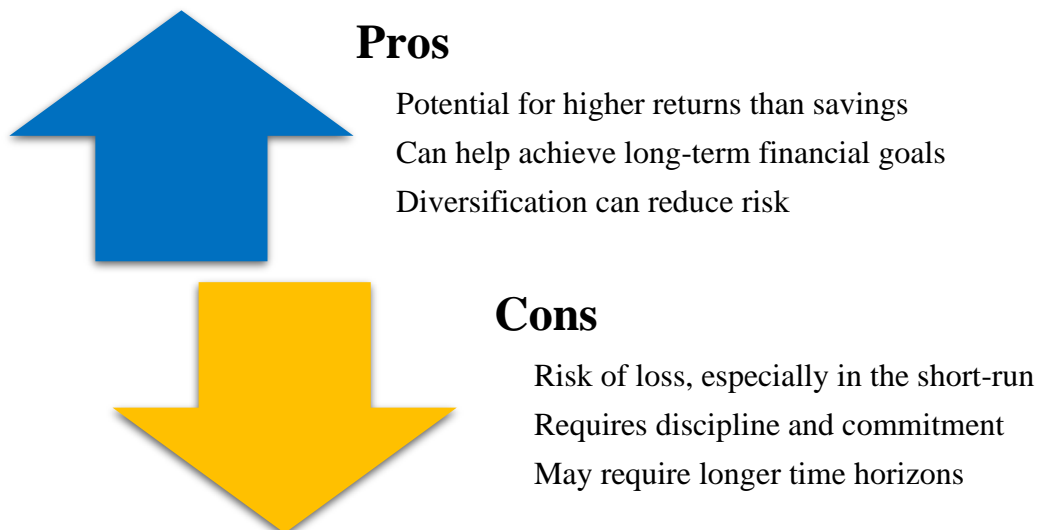 Pros
Potential for higher returns than savings
Can help achieve long-term financial goals
Diversification can reduce risk
Cons
Risk of loss, especially in the short-run
Requires discipline and commitment
May require longer time horizons